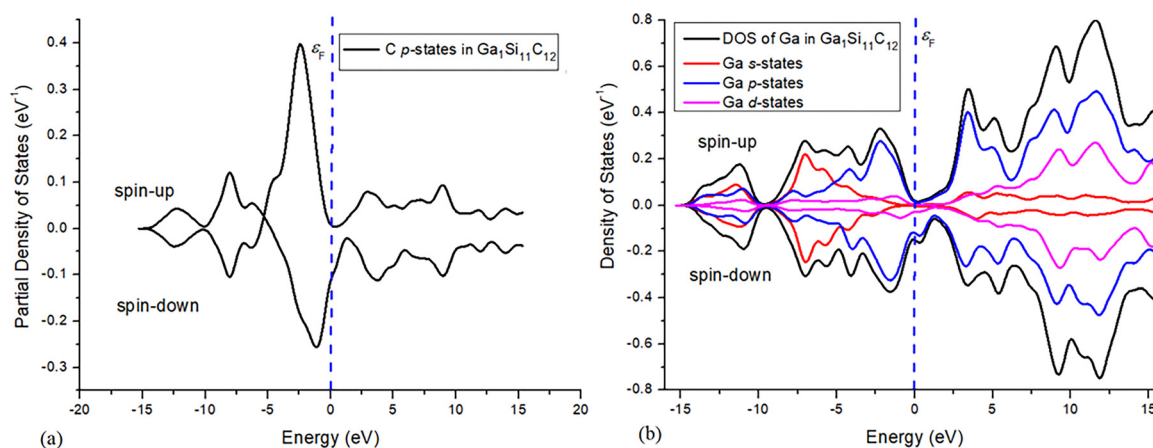 Partial Density of States (eV⁻¹)
0.4
0.3
0.2
0.1
0.0
-0.1
-0.2
-0.3
εF
C p-states in Ga₁Si₁₁C₁₂
spin-up
spin-down
-20 -15 -10 -5 0 5 10 15 20
(a) Energy (eV)
Density of States (eV⁻¹)
0.8
0.6
0.4
0.2
0.0
-0.2
-0.4
-0.6
-0.8
DOS of Ga in Ga₁Si₁₁C₁₂
Ga s-states
Ga p-states
Ga d-states
εF
spin-up
spin-down
-15 -10 -5 0 5 10 15
(b) Energy (eV)